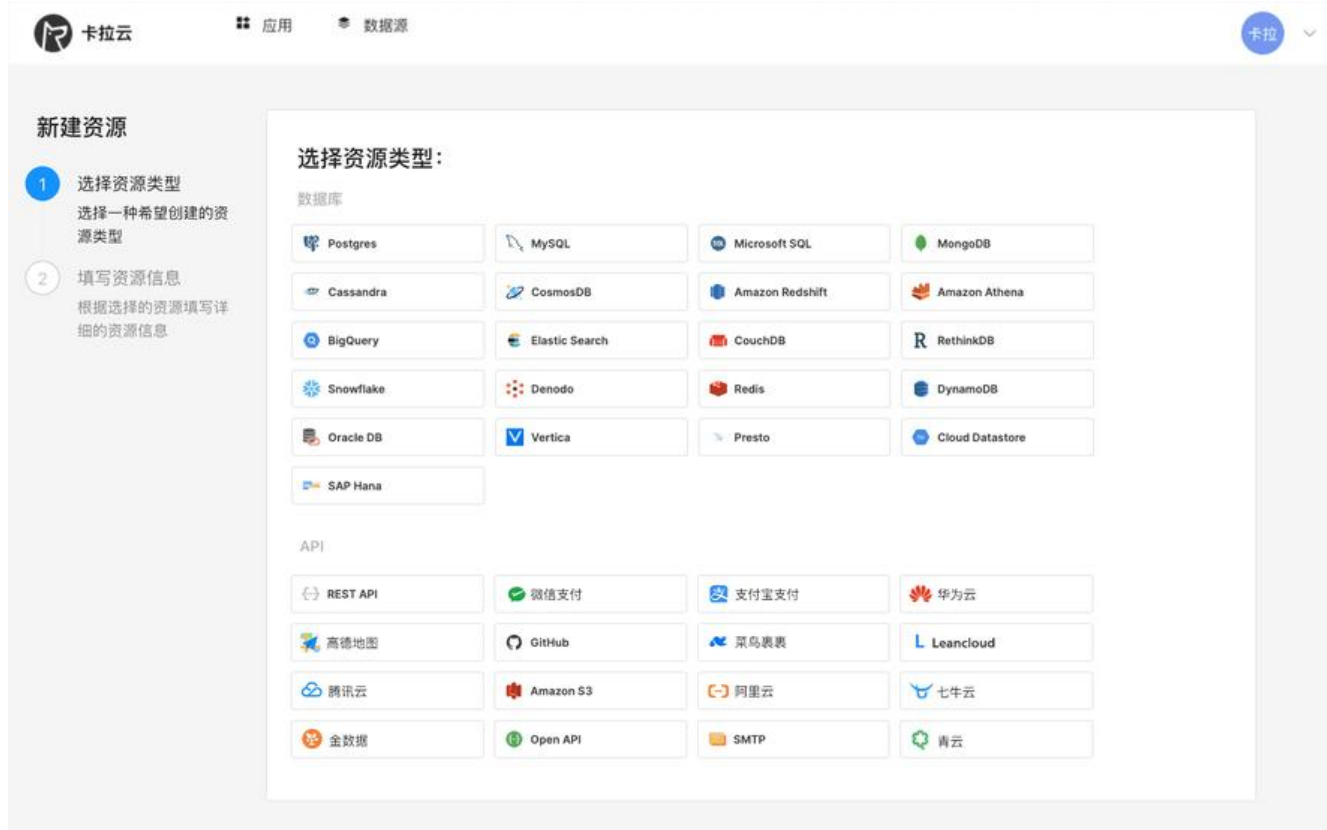 卡拉云
应用
数据源
卡拉
新建资源
1
选择资源类型
选择一种希望创建的资
源类型
2
填写资源信息
根据选择的资源填写详
细的资源信息
选择资源类型：
数据库
Postgres
MySQL
Microsoft SQL
MongoDB
Cassandra
CosmosDB
Amazon Redshift
Amazon Athena
BigQuery
Elastic Search
CouchDB
RethinkDB
Snowflake
Denodo
Redis
DynamoDB
Oracle DB
Vertica
Presto
Cloud Datastore
SAP Hana
API
REST API
微信支付
支付宝支付
华为云
高德地图
GitHub
菜鸟裹裹
Leancloud
腾讯云
Amazon S3
阿里云
七牛云
金数据
Open API
SMTP
青云